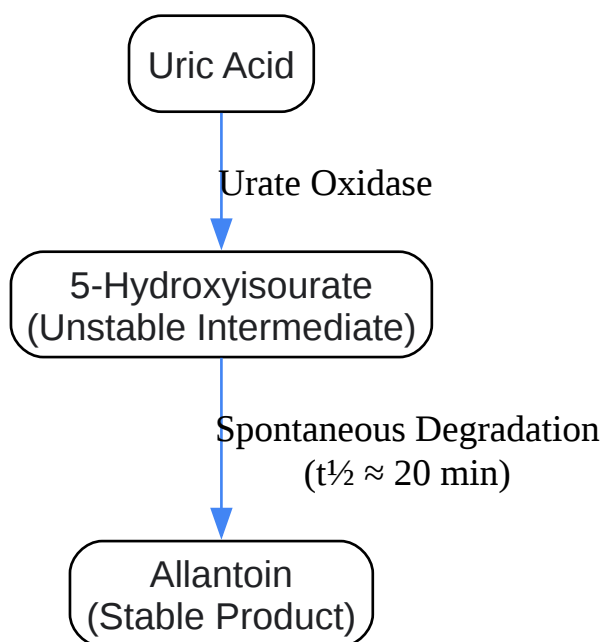 Uric Acid
Urate Oxidase
5-Hydroxyisourate
(Unstable Intermediate)
Spontaneous Degradation
(t½ ≈ 20 min)
Allantoin
(Stable Product)